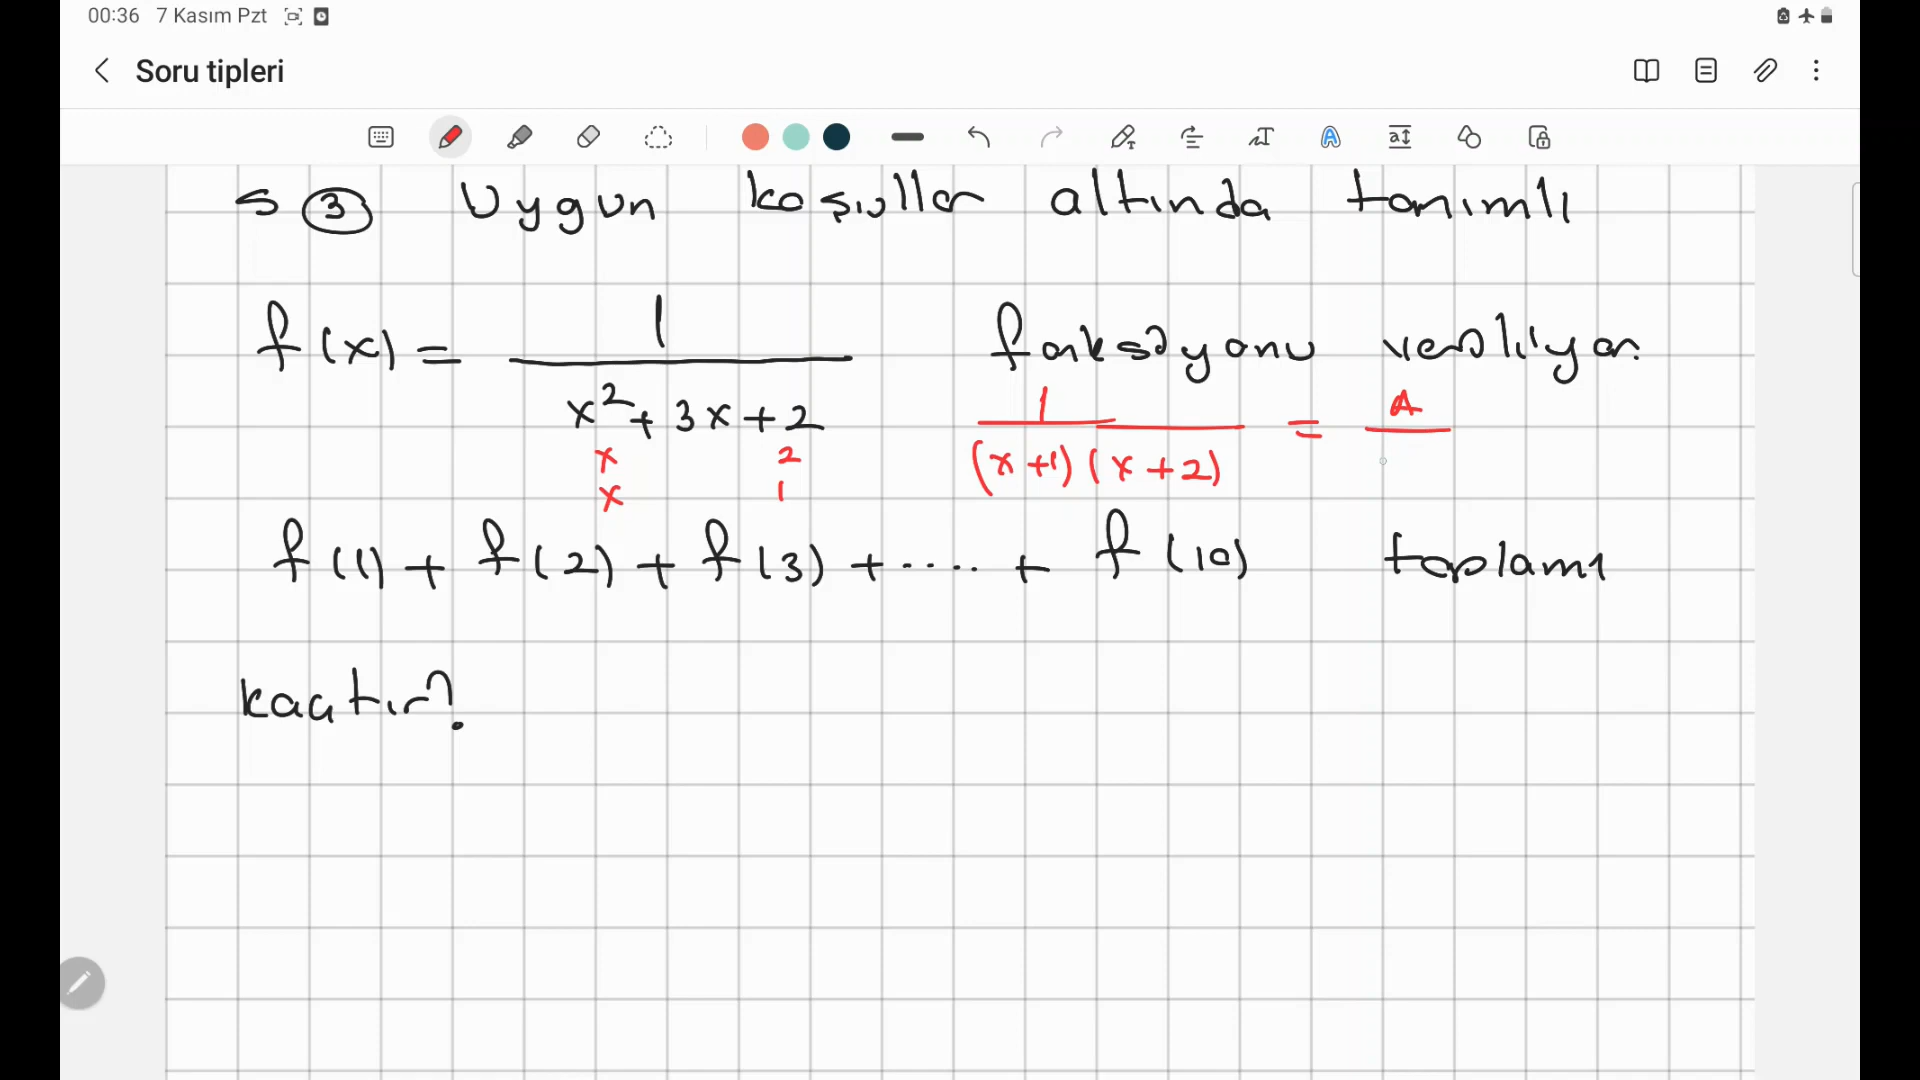 00:36 7 Kasım Pzt
Soru tipleri
S ③ Uygun koşullar altında tanımlı
f(x) = 1 / (x² + 3x + 2) fonksiyonu veriliyor.
1 / ((x+1)(x+2)) = A /
x 2
x 1
f(1) + f(2) + f(3) + .... + f(10) toplamı
kaçtır?